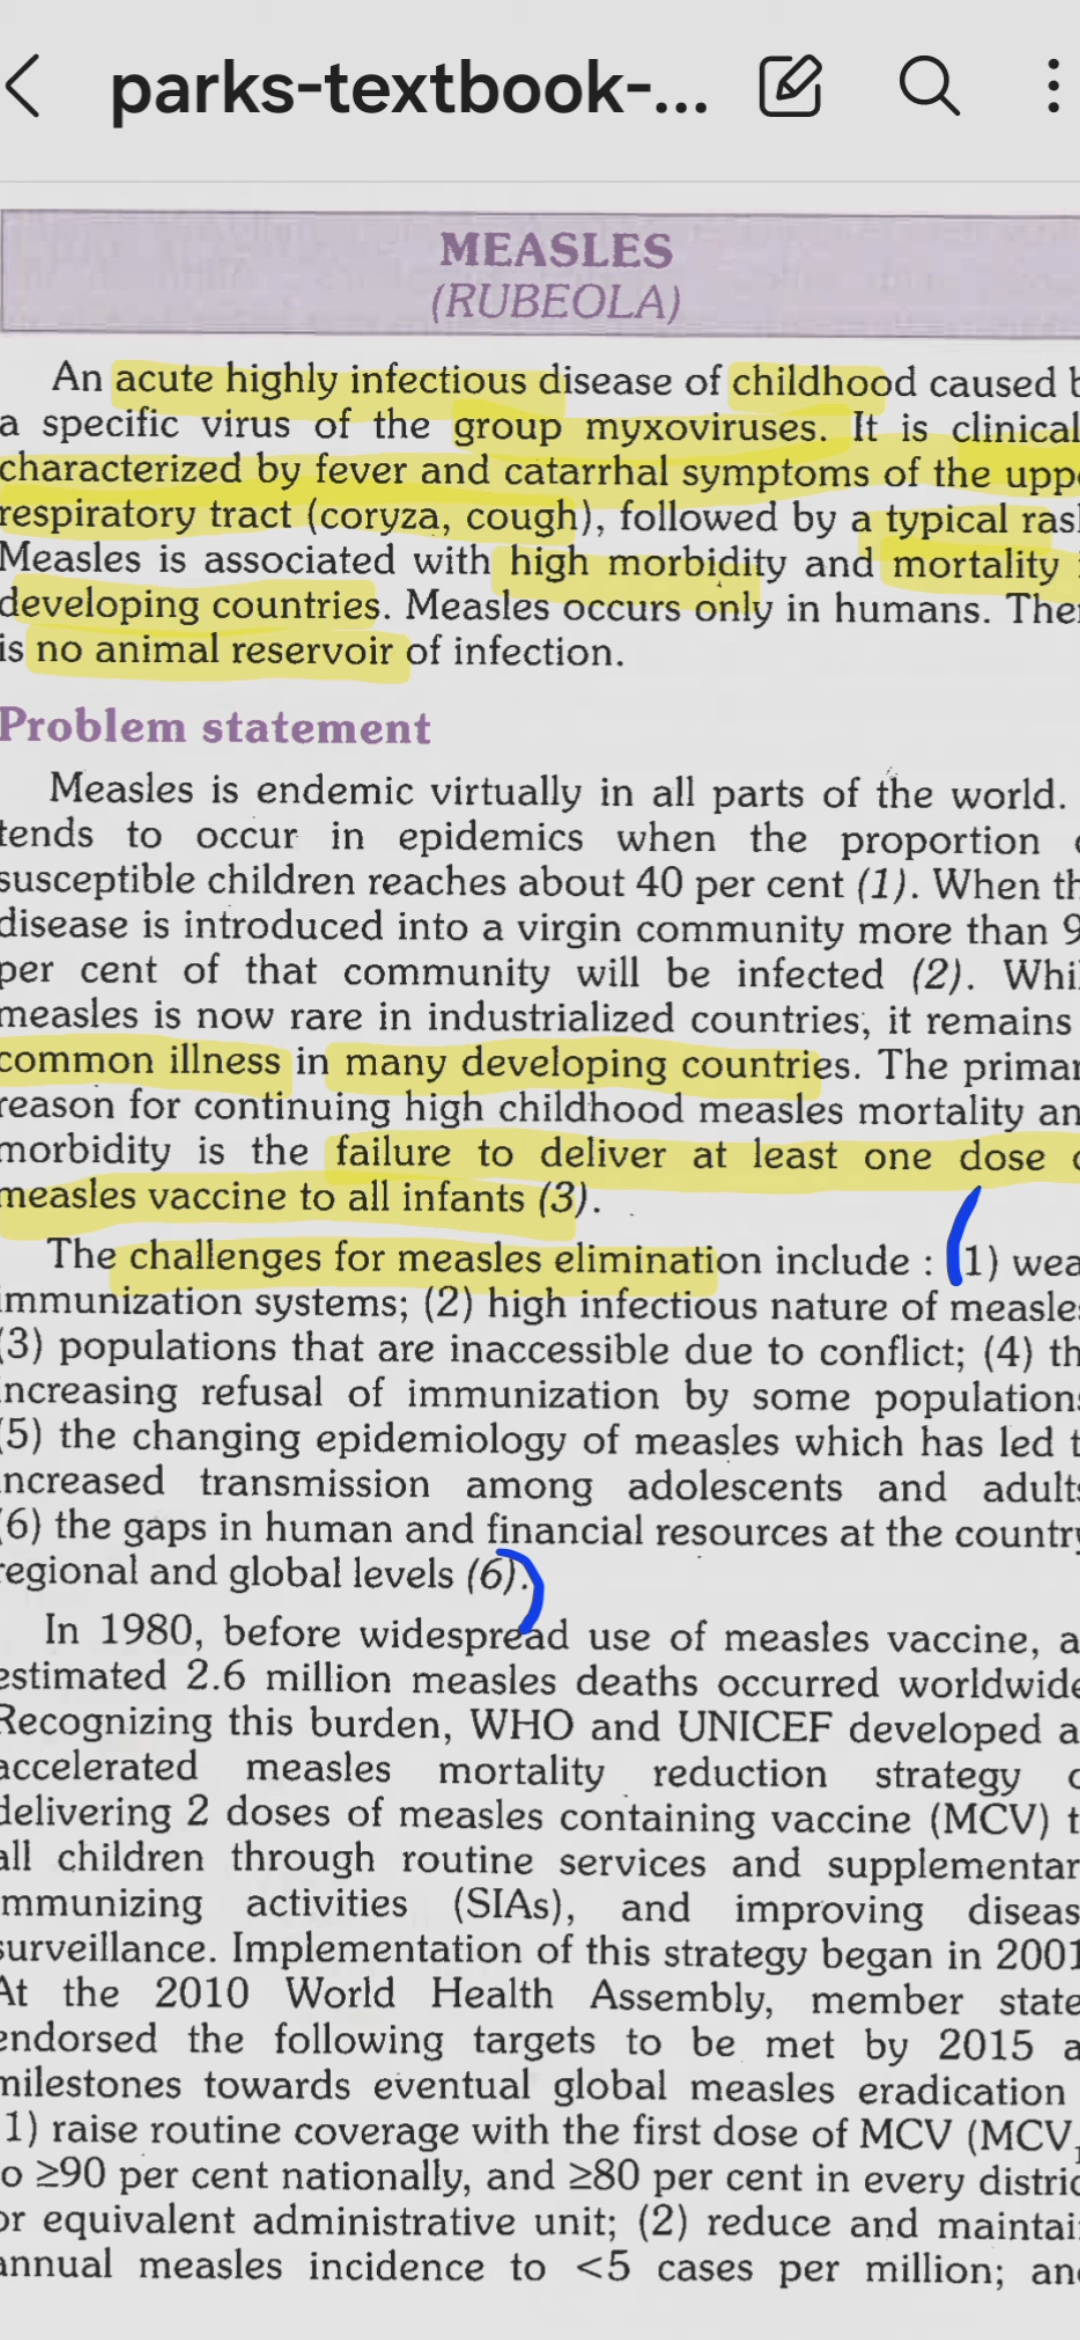 parks-textbook-...
MEASLES
(RUBEOLA)
An acute highly infectious disease of childhood caused
a specific virus of the group myxoviruses. It is clinical
characterized by fever and catarrhal symptoms of the upp
respiratory tract (coryza, cough), followed by a typical ras
Measles is associated with high morbidity and mortality
developing countries. Measles occurs only in humans. Ther
is no animal reservoir of infection.
Problem statement
Measles is endemic virtually in all parts of the world.
tends to occur in epidemics when the proportion
susceptible children reaches about 40 per cent (1). When th
disease is introduced into a virgin community more than 9
per cent of that community will be infected (2). Whil
measles is now rare in industrialized countries, it remains
common illness in many developing countries. The primar
reason for continuing high childhood measles mortality an
morbidity is the failure to deliver at least one dose
measles vaccine to all infants (3).
The challenges for measles elimination include : (1) wea
immunization systems; (2) high infectious nature of measles
(3) populations that are inaccessible due to conflict; (4) th
increasing refusal of immunization by some populations
(5) the changing epidemiology of measles which has led t
increased transmission among adolescents and adults
(6) the gaps in human and financial resources at the country
regional and global levels (6).
In 1980, before widespread use of measles vaccine, a
estimated 2.6 million measles deaths occurred worldwide
Recognizing this burden, WHO and UNICEF developed a
accelerated measles mortality reduction strategy
delivering 2 doses of measles containing vaccine (MCV) t
all children through routine services and supplementar
immunizing activities (SIAs), and improving diseas
surveillance. Implementation of this strategy began in 2001
At the 2010 World Health Assembly, member state
endorsed the following targets to be met by 2015 a
milestones towards eventual global measles eradication
1) raise routine coverage with the first dose of MCV (MCV1
o ≥90 per cent nationally, and ≥80 per cent in every distric
or equivalent administrative unit; (2) reduce and maintai
annual measles incidence to <5 cases per million; and